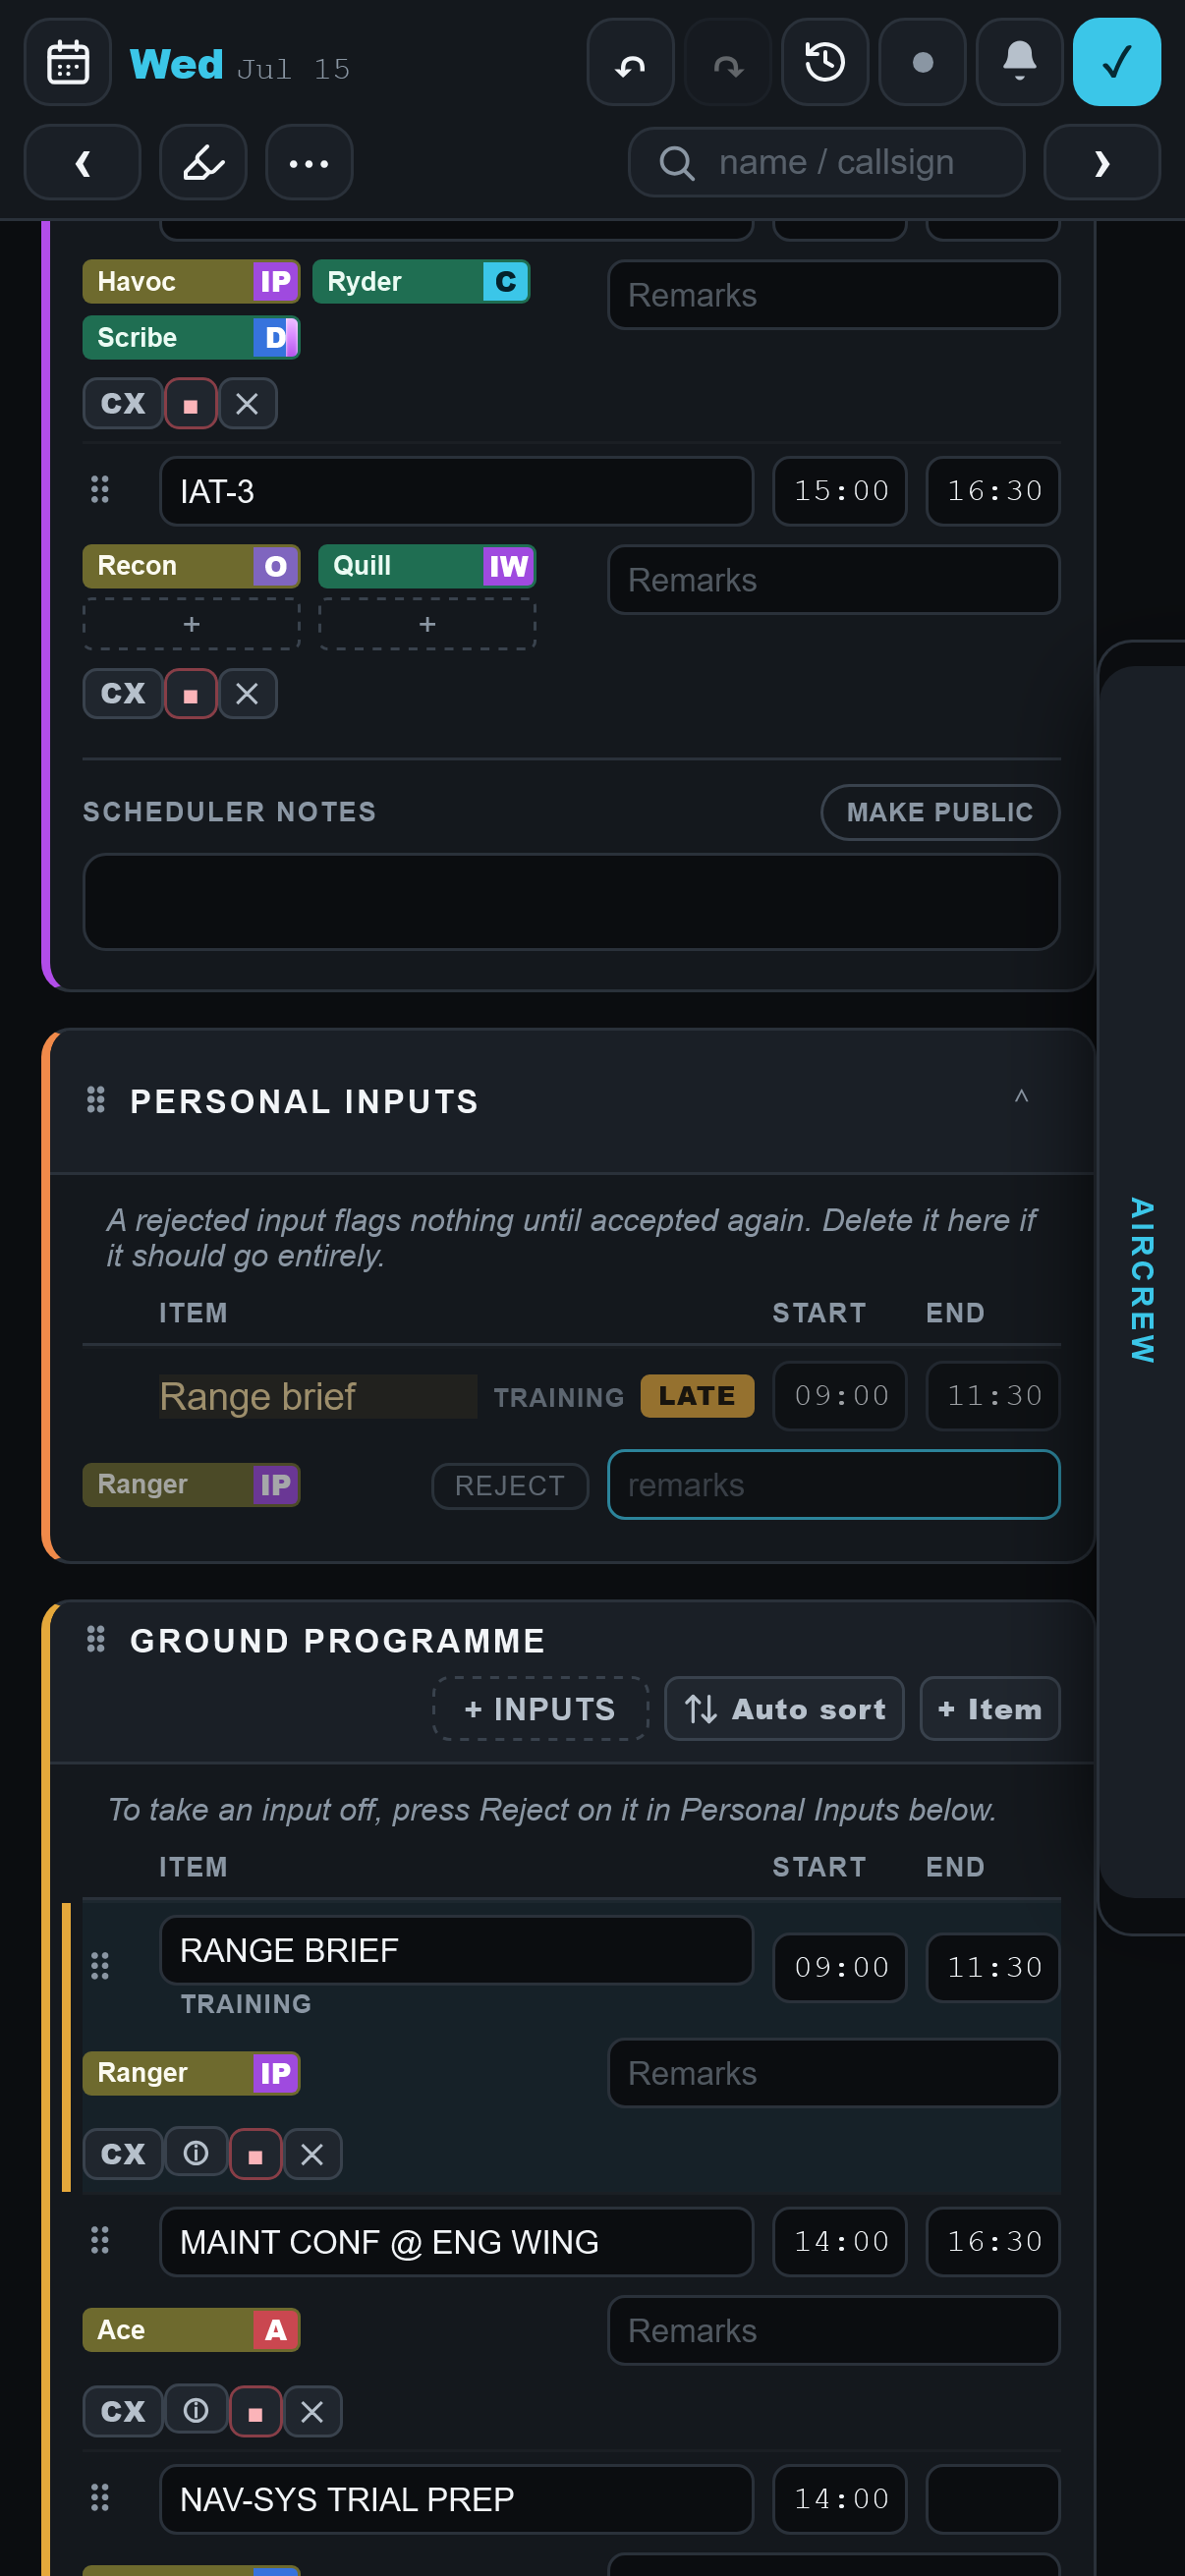 Wed Jul 15
name / callsign
Havoc IP Ryder C Remarks
Scribe D
CX
IAT-3 15:00 16:30
Recon O Quill IW Remarks
+ +
CX
SCHEDULER NOTES MAKE PUBLIC
AIRCREW
PERSONAL INPUTS
A rejected input flags nothing until accepted again. Delete it here if
it should go entirely.
ITEM START END
Range brief TRAINING LATE 09:00 11:30
Ranger IP REJECT remarks
GROUND PROGRAMME
+ INPUTS Auto sort + Item
To take an input off, press Reject on it in Personal Inputs below.
ITEM START END
RANGE BRIEF 09:00 11:30
TRAINING
Ranger IP Remarks
CX
MAINT CONF @ ENG WING 14:00 16:30
Ace A Remarks
CX
NAV-SYS TRIAL PREP 14:00